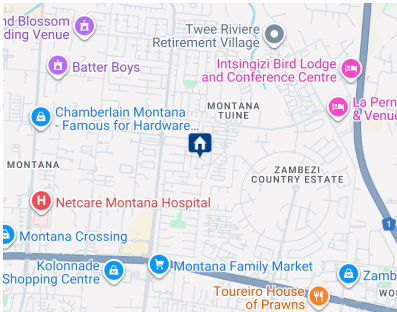 nd Blossom
ding Venue
Twee Riviere
Retirement Village
Batter Boys
Intsingizi Bird Lodge
and Conference Centre
MONTANA
TUINE
La Pern
& Venue
Chamberlain Montana
- Famous for Hardware...
MONTANA
ZAMBEZI
COUNTRY ESTATE
H
Netcare Montana Hospital
1
Montana Crossing
Kolonnade
Shopping Centre
Montana Family Market
Zamb
Toureiro House
of Prawns
WO